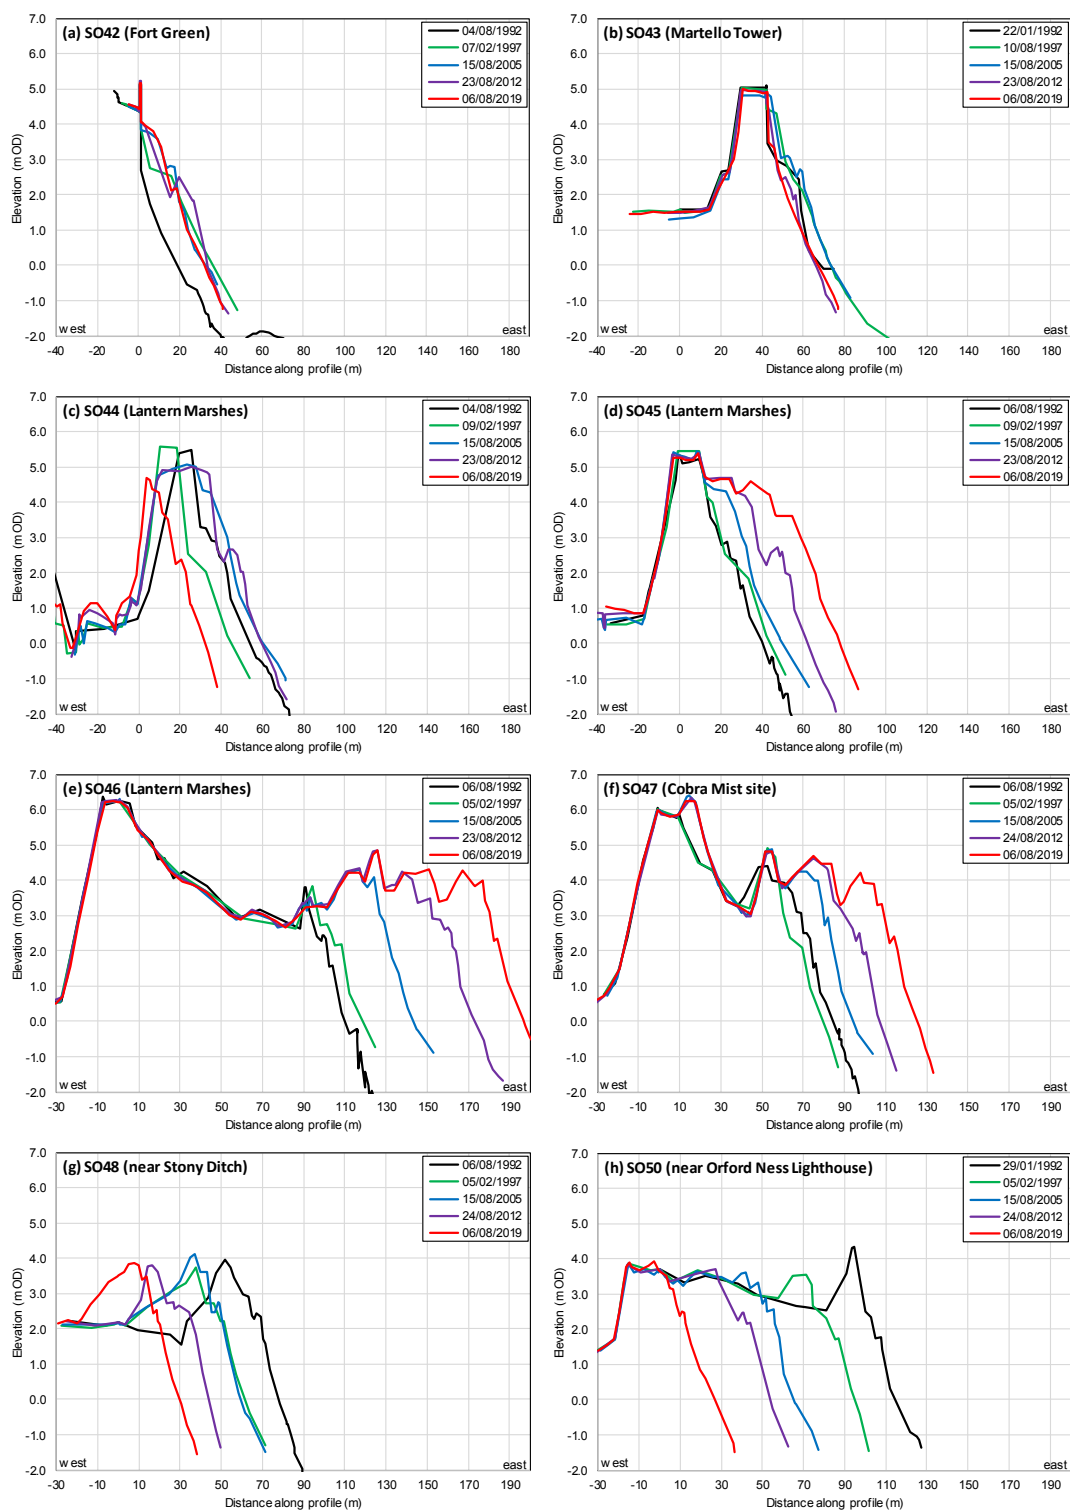 (a) SO42 (Fort Green)
04/08/1992
07/02/1997
15/08/2005
23/08/2012
06/08/2019
7.0
6.0
5.0
4.0
3.0
2.0
1.0
0.0
-1.0
-2.0
Elevation (m OD)
west
east
-40 -20 0 20 40 60 80 100 120 140 160 180
Distance along profile (m)
(b) SO43 (Martello Tower)
22/01/1992
10/08/1997
15/08/2005
23/08/2012
06/08/2019
7.0
6.0
5.0
4.0
3.0
2.0
1.0
0.0
-1.0
-2.0
Elevation (m OD)
west
east
-40 -20 0 20 40 60 80 100 120 140 160 180
Distance along profile (m)
(c) SO44 (Lantern Marshes)
04/08/1992
09/02/1997
15/08/2005
23/08/2012
06/08/2019
7.0
6.0
5.0
4.0
3.0
2.0
1.0
0.0
-1.0
-2.0
Elevation (m OD)
-40 -20 0 20 40 60 80 100 120 140 160 180
Distance along profile (m)
(d) SO45 (Lantern Marshes)
06/08/1992
09/02/1997
15/08/2005
23/08/2012
06/08/2019
7.0
6.0
5.0
4.0
3.0
2.0
1.0
0.0
-1.0
-2.0
Elevation (m OD)
-40 -20 0 20 40 60 80 100 120 140 160 180
Distance along profile (m)
(e) SO46 (Lantern Marshes)
06/08/1992
05/02/1997
15/08/2005
23/08/2012
06/08/2019
7.0
6.0
5.0
4.0
3.0
2.0
1.0
0.0
-1.0
-2.0
Elevation (m OD)
west
east
-30 -10 10 30 50 70 90 110 130 150 170 190
Distance along profile (m)
(f) SO47 (Cobra Mist site)
06/08/1992
05/02/1997
15/08/2005
24/08/2012
06/08/2019
7.0
6.0
5.0
4.0
3.0
2.0
1.0
0.0
-1.0
-2.0
Elevation (m OD)
west
east
-30 -10 10 30 50 70 90 110 130 150 170 190
Distance along profile (m)
(g) SO48 (near Stony Ditch)
06/08/1992
05/02/1997
15/08/2005
24/08/2012
06/08/2019
7.0
6.0
5.0
4.0
3.0
2.0
1.0
0.0
-1.0
-2.0
Elevation (m OD)
west
east
-30 -10 10 30 50 70 90 110 130 150 170 190
Distance along profile (m)
(h) SO50 (near Orford Ness Lighthouse)
29/01/1992
05/02/1997
15/08/2005
24/08/2012
06/08/2019
7.0
6.0
5.0
4.0
3.0
2.0
1.0
0.0
-1.0
-2.0
Elevation (m OD)
west
east
-30 -10 10 30 50 70 90 110 130 150 170 190
Distance along profile (m)